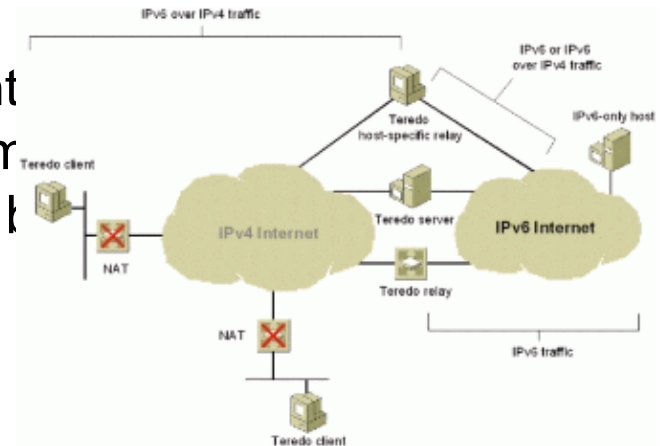 IPv6 over IPv4 traffic
IPv6 or IPv6
over IPv4 traffic
Teredo
host-specific relay
IPv6-only host
Teredo client
NAT
IPv4 Internet
Teredo server
IPv6 Internet
Teredo relay
NAT
IPv6 traffic
Teredo client